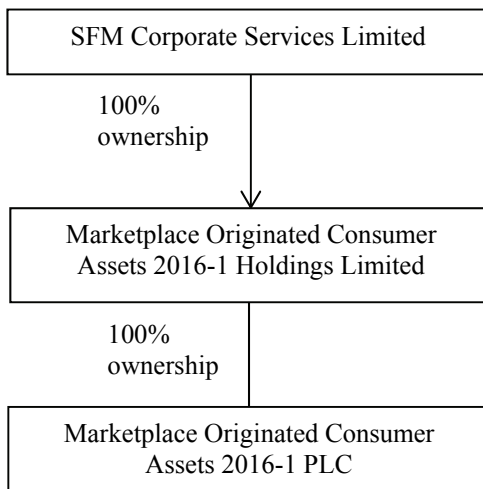 SFM Corporate Services Limited
100%
ownership
Marketplace Originated Consumer
Assets 2016-1 Holdings Limited
100%
ownership
Marketplace Originated Consumer
Assets 2016-1 PLC